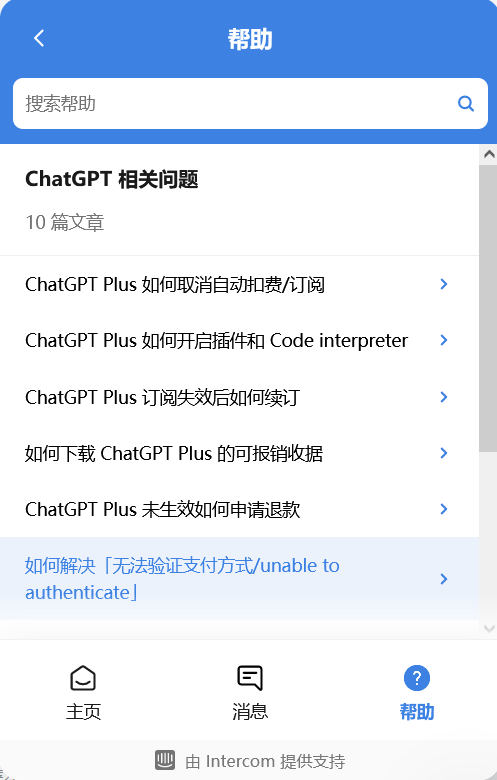 帮助
搜索帮助
ChatGPT 相关问题
10 篇文章
ChatGPT Plus 如何取消自动扣费/订阅
ChatGPT Plus 如何开启插件和 Code interpreter
ChatGPT Plus 订阅失效后如何续订
如何下载 ChatGPT Plus 的可报销收据
ChatGPT Plus 未生效如何申请退款
如何解决「无法验证支付方式/unable to
authenticate」
主页
消息
帮助
由 Intercom 提供支持